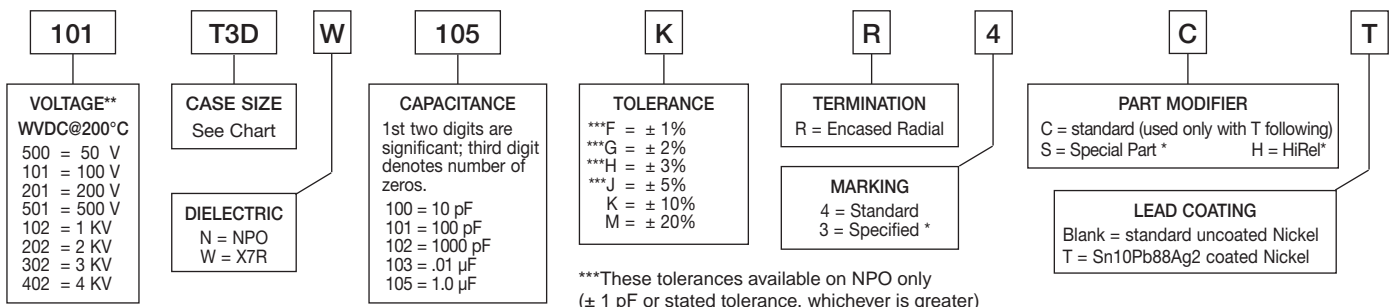 101 T3D W 105 K R 4 C T
VOLTAGE**
WVDC@200°C
500 = 50 V
101 = 100 V
201 = 200 V
501 = 500 V
102 = 1 KV
202 = 2 KV
302 = 3 KV
402 = 4 KV
CASE SIZE
See Chart
DIELECTRIC
N = NPO
W = X7R
CAPACITANCE
1st two digits are
significant; third digit
denotes number of
zeros.
100 = 10 pF
101 = 100 pF
102 = 1000 pF
103 = .01 µF
105 = 1.0 µF
TOLERANCE
***F = ± 1%
***G = ± 2%
***H = ± 3%
***J = ± 5%
K = ± 10%
M = ± 20%
***These tolerances available on NPO only
(± 1 pF or stated tolerance, whichever is greater)
TERMINATION
R = Encased Radial
MARKING
4 = Standard
3 = Specified *
PART MODIFIER
C = standard (used only with T following)
S = Special Part * H = HiRel*
LEAD COATING
Blank = standard uncoated Nickel
T = Sn10Pb88Ag2 coated Nickel